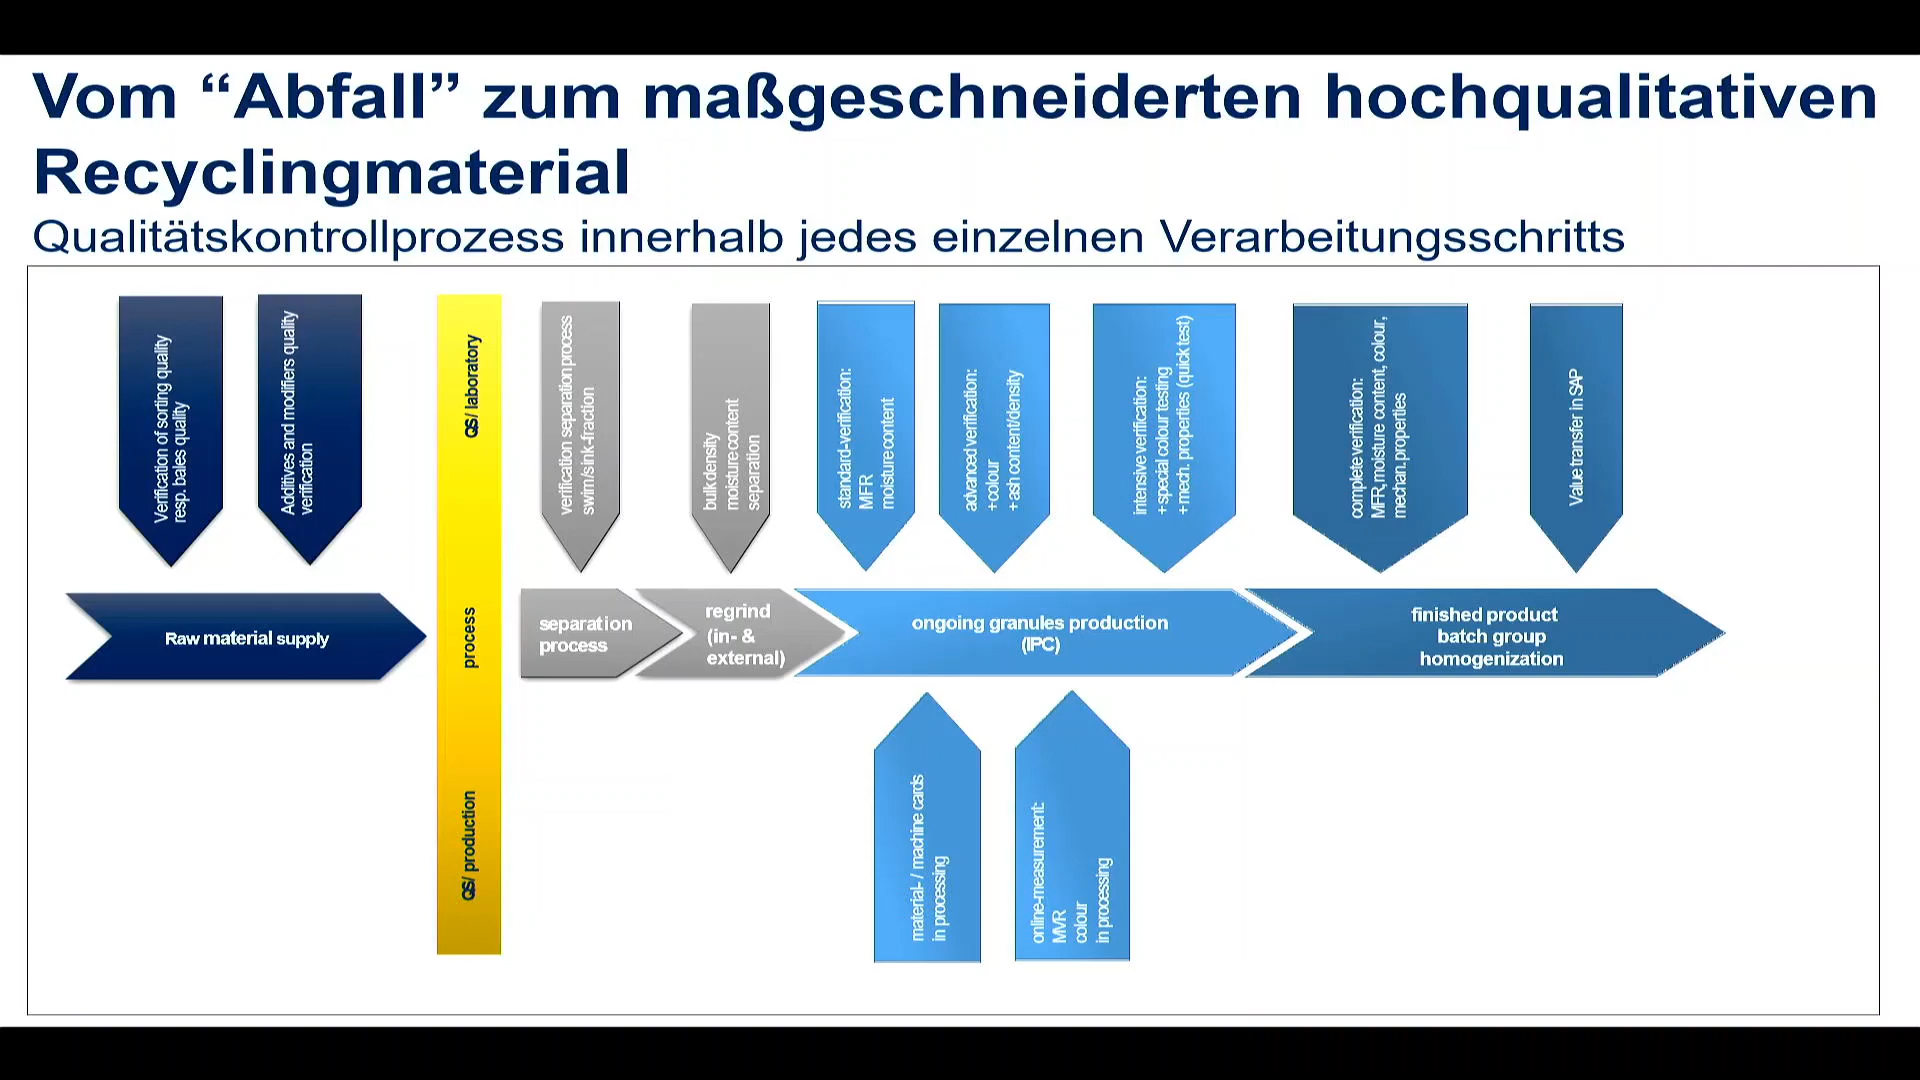 Vom “Abfall” zum maßgeschneiderten hochqualitativen
Recyclingmaterial
Qualitätskontrollprozess innerhalb jedes einzelnen Verarbeitungsschritts
Verification of sorting quality
resp. bales quality
Additives and modifiers quality
verification
QS/ laboratory
verification separation process
swim/sink-fraction
bulk density
moisture content
separation
standard-verification:
MFR
moisture content
advanced verification:
+ colour
+ ash content/density
intensive verification:
+ special colour testing
+ mech. properties (quick test)
complete verification:
MFR, moisture content, colour,
mechan. properties
Value transfer in SAP
Raw material supply
process
separation
process
regrind
(in- &
external)
ongoing granules production
(IPC)
finished product
batch group
homogenization
QS/ production
material- / machine cards
in processing
online-measurement:
MVR
colour
in processing